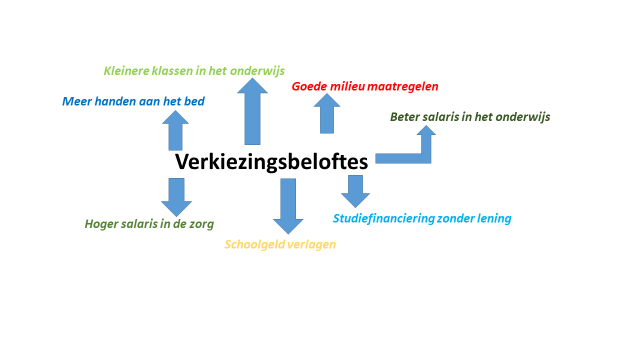 Kleinere klassen in het onderwijs
Goede milieu maatregelen
Meer handen aan het bed
Beter salaris in het onderwijs
Verkiezingsbeloftes
Hoger salaris in de zorg
Studiefinanciering zonder lening
Schoolgeld verlagen